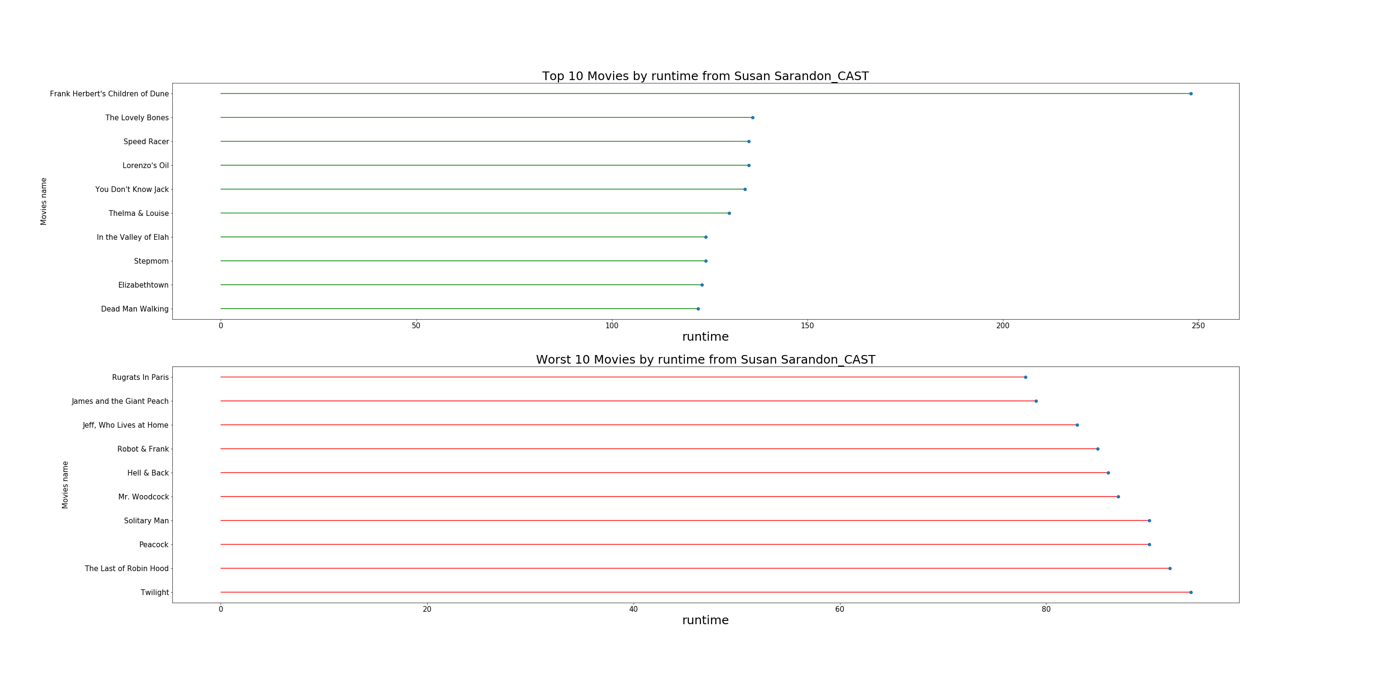 Top 10 Movies by runtime from Susan Sarandon_CAST
Movies name
Frank Herbert's Children of Dune
The Lovely Bones
Speed Racer
Lorenzo's Oil
You Don't Know Jack
Thelma & Louise
In the Valley of Elah
Stepmom
Elizabethtown
Dead Man Walking
0 50 100 150 200 250
runtime
Worst 10 Movies by runtime from Susan Sarandon_CAST
Movies name
Rugrats In Paris
James and the Giant Peach
Jeff, Who Lives at Home
Robot & Frank
Hell & Back
Mr. Woodcock
Solitary Man
Peacock
The Last of Robin Hood
Twilight
0 20 40 60 80
runtime